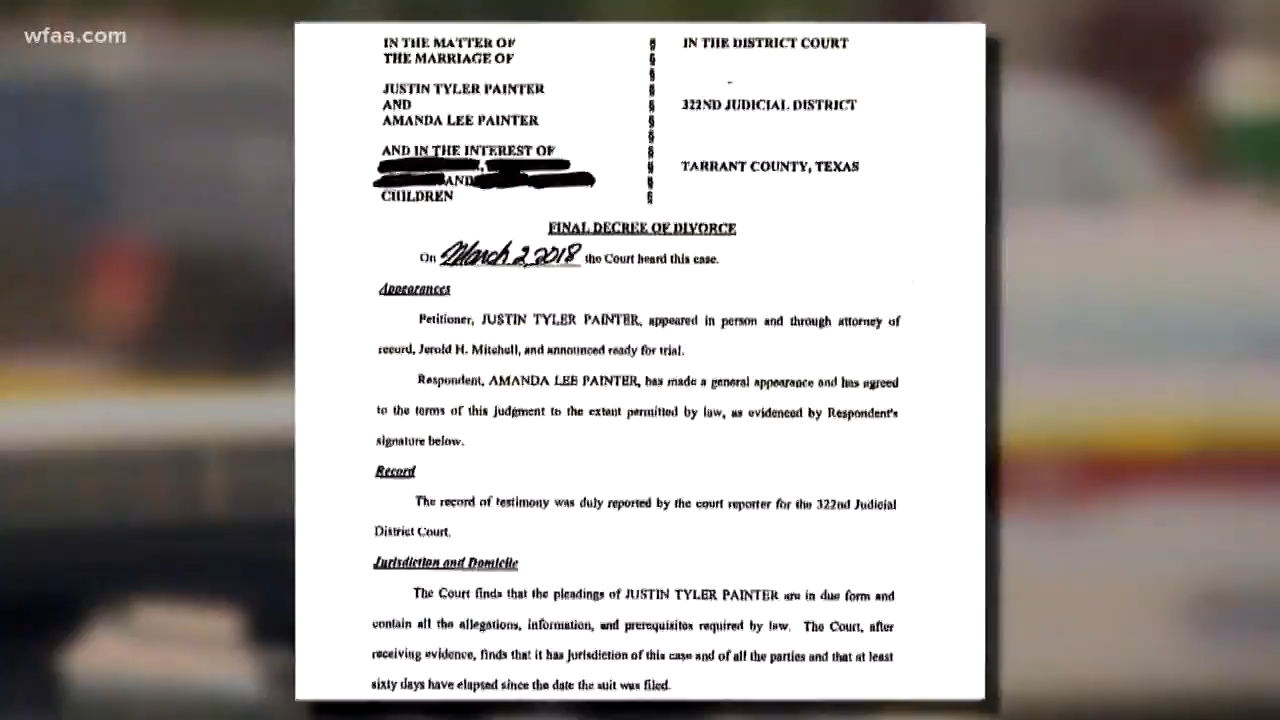 wfaa.com
IN THE MATTER OF
THE MARRIAGE OF
JUSTIN TYLER PAINTER
AND
AMANDA LEE PAINTER
AND IN THE INTEREST OF
AND
CHILDREN
§
§
§
§
§
§
§
§
§
§
§
IN THE DISTRICT COURT
322ND JUDICIAL DISTRICT
TARRANT COUNTY, TEXAS
FINAL DECREE OF DIVORCE
On March 2, 2018 the Court heard this case.
Appearances
Petitioner, JUSTIN TYLER PAINTER, appeared in person and through attorney of
record, Jerold H. Mitchell, and announced ready for trial.
Respondent, AMANDA LEE PAINTER, has made a general appearance and has agreed
to the terms of this judgment to the extent permitted by law, as evidenced by Respondent's
signature below.
Record
The record of testimony was duly reported by the court reporter for the 322nd Judicial
District Court.
Jurisdiction and Domicile
The Court finds that the pleadings of JUSTIN TYLER PAINTER are in due form and
contain all the allegations, information, and prerequisites required by law. The Court, after
receiving evidence, finds that it has jurisdiction of this case and of all the parties and that at least
sixty days have elapsed since the date the suit was filed.